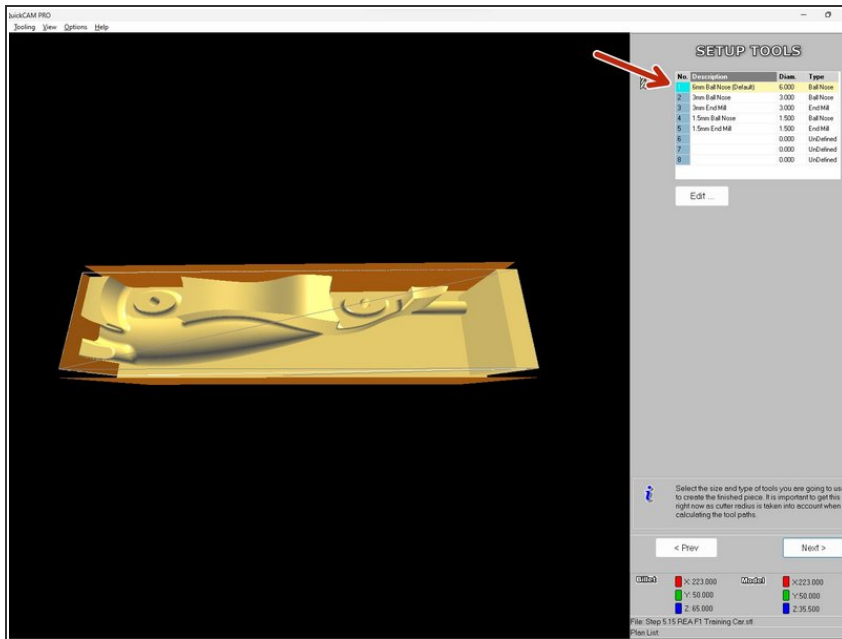 uickCAM PRO
Tooling View Options Help
SETUP TOOLS
No. Description Diam. Type
1 6mm Ball Nose (Default) 6.000 Ball Nose
2 3mm Ball Nose 3.000 Ball Nose
3 3mm End Mill 3.000 End Mill
4 1.5mm Ball Nose 1.500 Ball Nose
5 1.5mm End Mill 1.500 End Mill
6 0.000 UnDefined
7 0.000 UnDefined
8 0.000 UnDefined
Edit ...
Select the size and type of tools you are going to us
to create the finished piece. It is important to get this
right now as cutter radius is taken into account when
calculating the tool paths.
< Prev Next >
Billet X: 223.000 Model X:223.000
Y: 50.000 Y:50.000
Z: 65.000 Z:35.500
File: Step 5.15 REA F1 Training Car.stl
Plan List